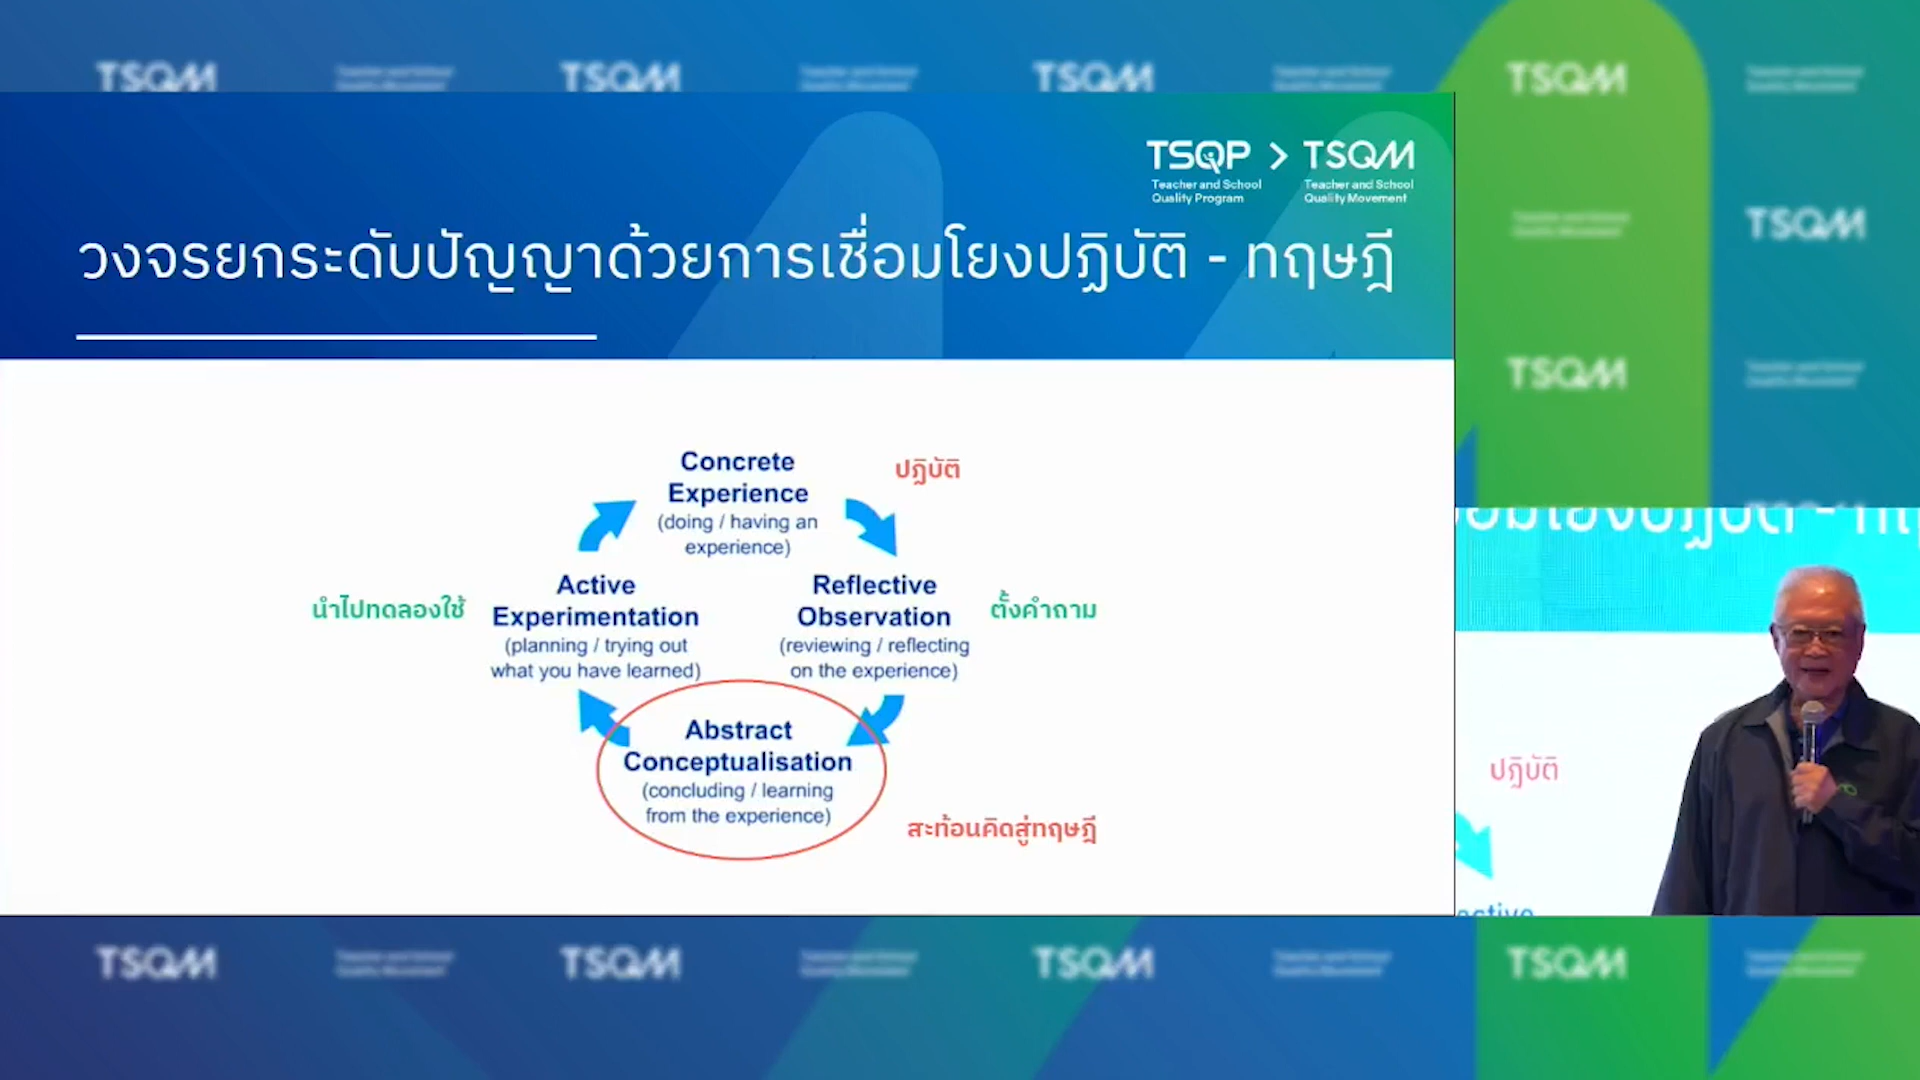 TSQM TSQM TSQM TSQM
TSQP > TSQM
Teacher and School Quality Program
Teacher and School Quality Movement
TSQM
วงจรยกระดับปัญญาด้วยการเชื่อมโยงปฏิบัติ - ทฤษฎี
TSQM
Concrete
Experience
(doing / having an
experience)
ปฏิบัติ
Active
Experimentation
(planning / trying out
what you have learned)
นำไปทดลองใช้
Reflective
Observation
(reviewing / reflecting
on the experience)
ตั้งคำถาม
Abstract
Conceptualisation
(concluding / learning
from the experience)
สะท้อนคิดสู่ทฤษฎี
ปฏิบัติ
TSQM TSQM TSQM TSQM